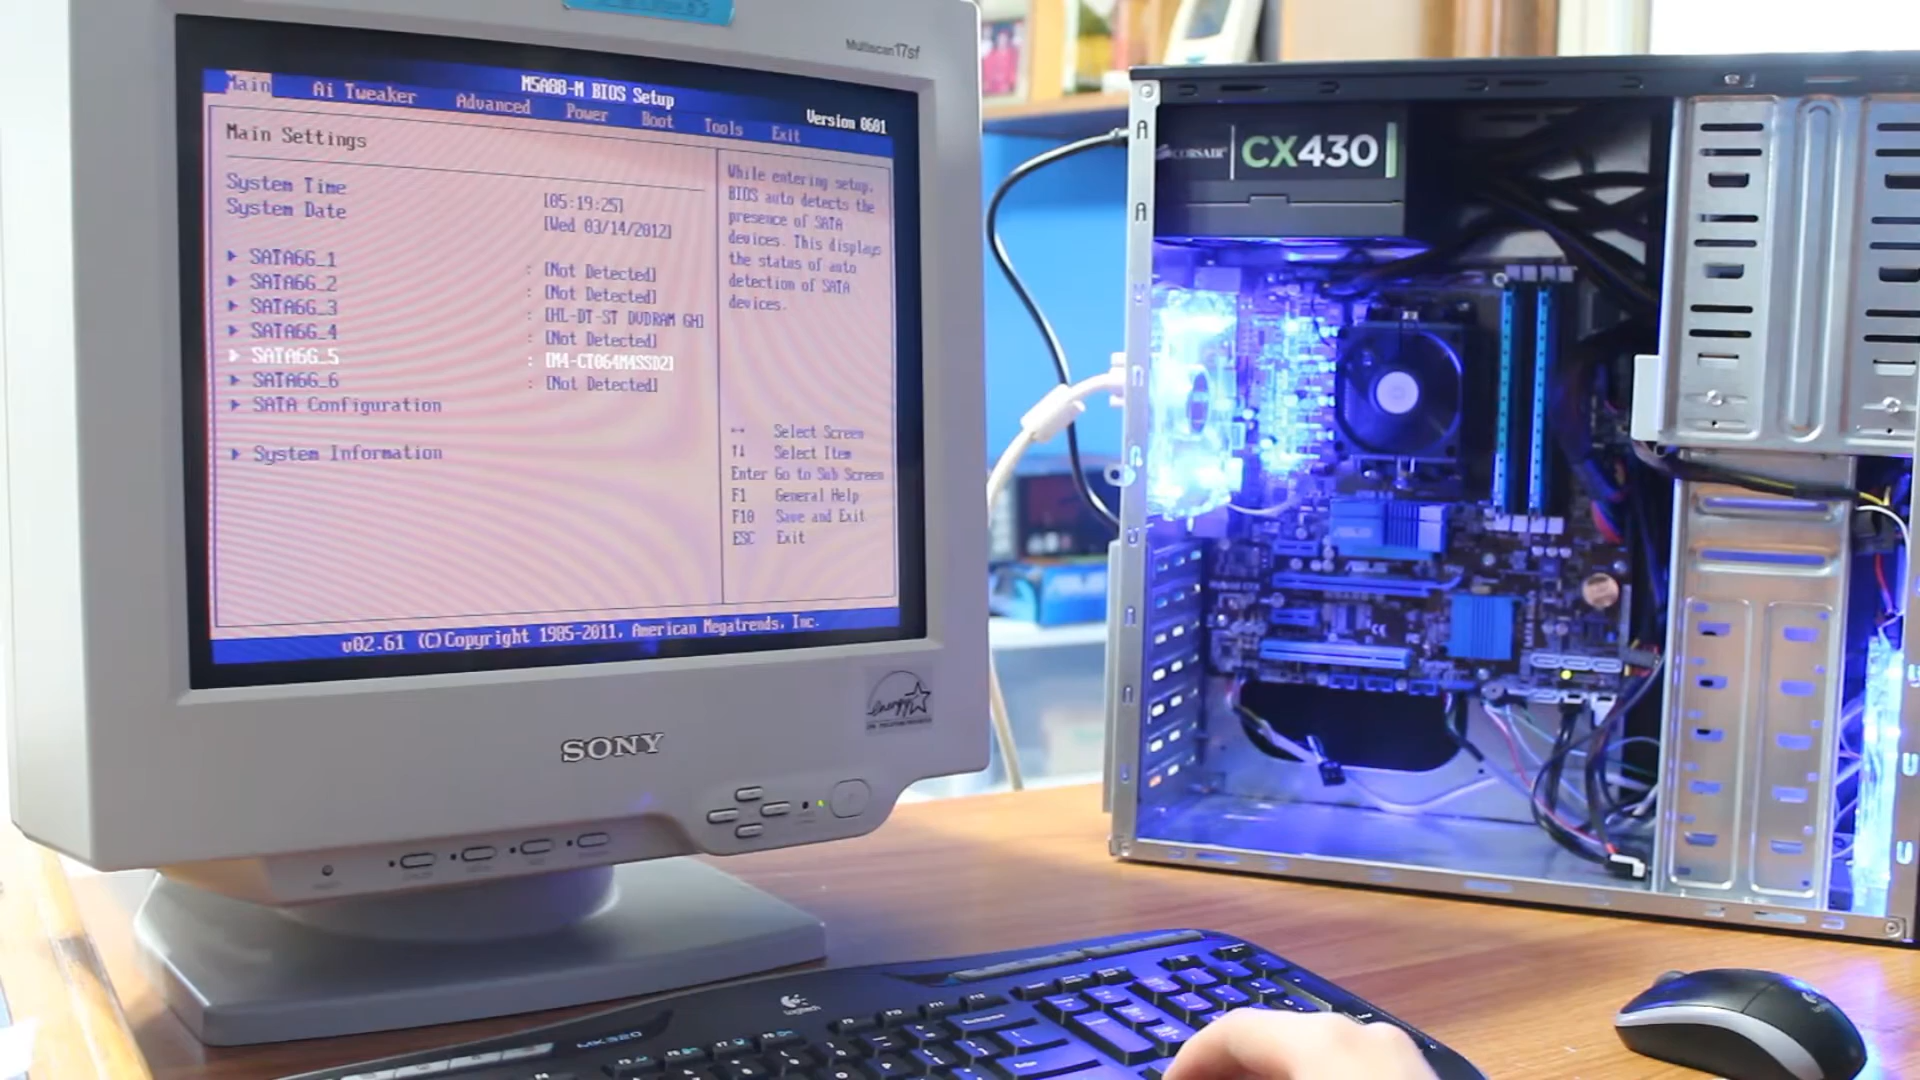 Multiscan 17sf
M5A88-M BIOS Setup
Version 0601
Main Ai Tweaker Advanced Power Boot Tools Exit
Main Settings
System Time [05:19:25]
System Date [Wed 03/14/2012]
SATA6G_1 : [Not Detected]
SATA6G_2 : [Not Detected]
SATA6G_3 : [HL-DT-ST DVDRAM GH]
SATA6G_4 : [Not Detected]
SATA6G_5 : [M4-CT064M4SSD2]
SATA6G_6 : [Not Detected]
SATA Configuration
System Information
While entering setup,
BIOS auto detects the
presence of SATA
devices. This displays
the status of auto
detection of SATA
devices.
↔ Select Screen
↑↓ Select Item
Enter Go to Sub Screen
F1 General Help
F10 Save and Exit
ESC Exit
v02.61 (C)Copyright 1985-2011, American Megatrends, Inc.
energy
SONY
CORSAIR CX430
Logitech
MK320